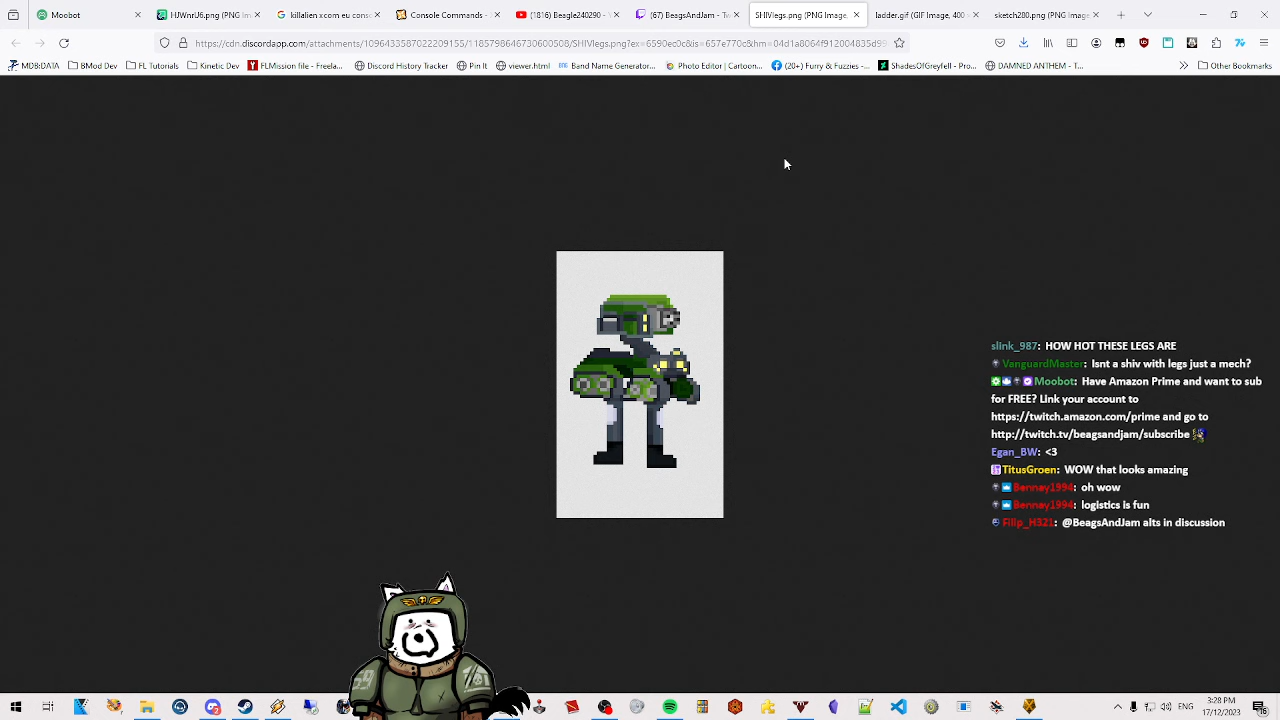 Moobot
HJWnrU6.png (PNG Im
killalien xcom eu cons
Console Commands
(1816) Beagle240290 - Y
(67) BeagsAndJam - Tw
SHIVlegs.png (PNG Image,
ladder.gif (GIF Image, 400
sketch280.png (PNG Image
MDB:DATA
BMod Dev
FL Tutorials
Kinetic Dev
FLMission file - Freela...
Discord History Tracker
Pin It
viewer.html
Band Name Generator...
Photo Editor | Cartoon...
(20+) Furry & Fuzzies -...
ShadesOfGreyfell - Pro...
DAMNED ANTHEM - T...
Other Bookmarks
slink_987: HOW HOT THESE LEGS ARE
VanguardMaster: Isnt a shiv with legs just a mech?
Moobot: Have Amazon Prime and want to sub
for FREE? Link your account to
https://twitch.amazon.com/prime and go to
http://twitch.tv/beagsandjam/subscribe
Egan_BW: <3
TitusGroen: WOW that looks amazing
Bennay1994: oh wow
Bennay1994: logistics is fun
Filip_H321: @BeagsAndJam alts in discussion
ENG
3:28 PM
17/12/2023